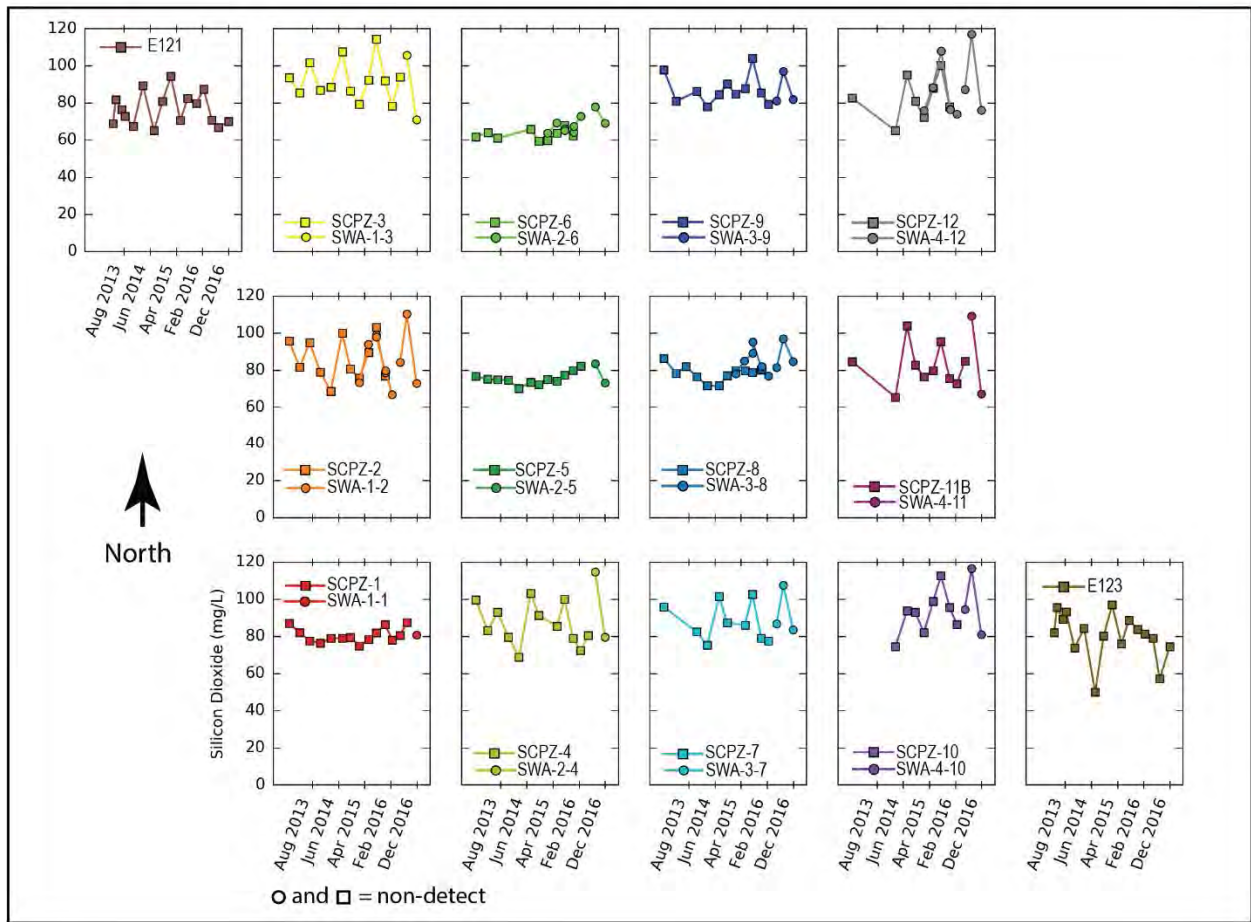 120
100
80
60
40
20
0
E121
SCPZ-3
SWA-1-3
SCPZ-6
SWA-2-6
SCPZ-9
SWA-3-9
SCPZ-12
SWA-4-12
Aug 2013
Jun 2014
Apr 2015
Feb 2016
Dec 2016
120
100
80
60
40
20
0
SCPZ-2
SWA-1-2
SCPZ-5
SWA-2-5
SCPZ-8
SWA-3-8
SCPZ-11B
SWA-4-11
North
Silicon Dioxide (mg/L)
120
100
80
60
40
20
0
SCPZ-1
SWA-1-1
SCPZ-4
SWA-2-4
SCPZ-7
SWA-3-7
SCPZ-10
SWA-4-10
E123
Aug 2013
Jun 2014
Apr 2015
Feb 2016
Dec 2016
Aug 2013
Jun 2014
Apr 2015
Feb 2016
Dec 2016
Aug 2013
Jun 2014
Apr 2015
Feb 2016
Dec 2016
Aug 2013
Jun 2014
Apr 2015
Feb 2016
Dec 2016
Aug 2013
Jun 2014
Apr 2015
Feb 2016
Dec 2016
and = non-detect